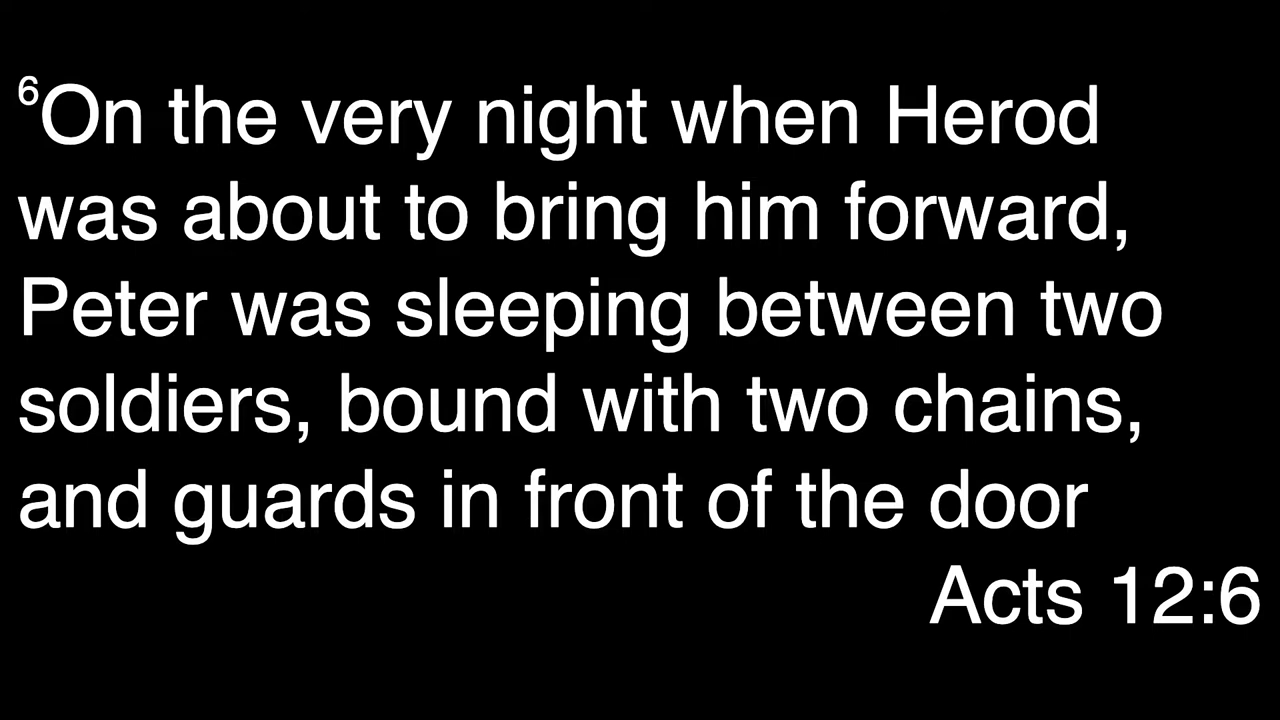 ⁶On the very night when Herod
was about to bring him forward,
Peter was sleeping between two
soldiers, bound with two chains,
and guards in front of the door
Acts 12:6